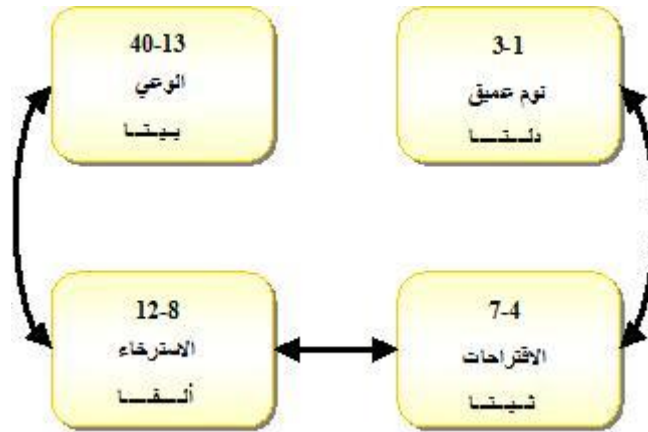 40-13
الوعي
بيتا
3-1
نوم عميق
دلتا
12-8
الاسترخاء
ألفا
7-4
الاقتراحات
ثيتا